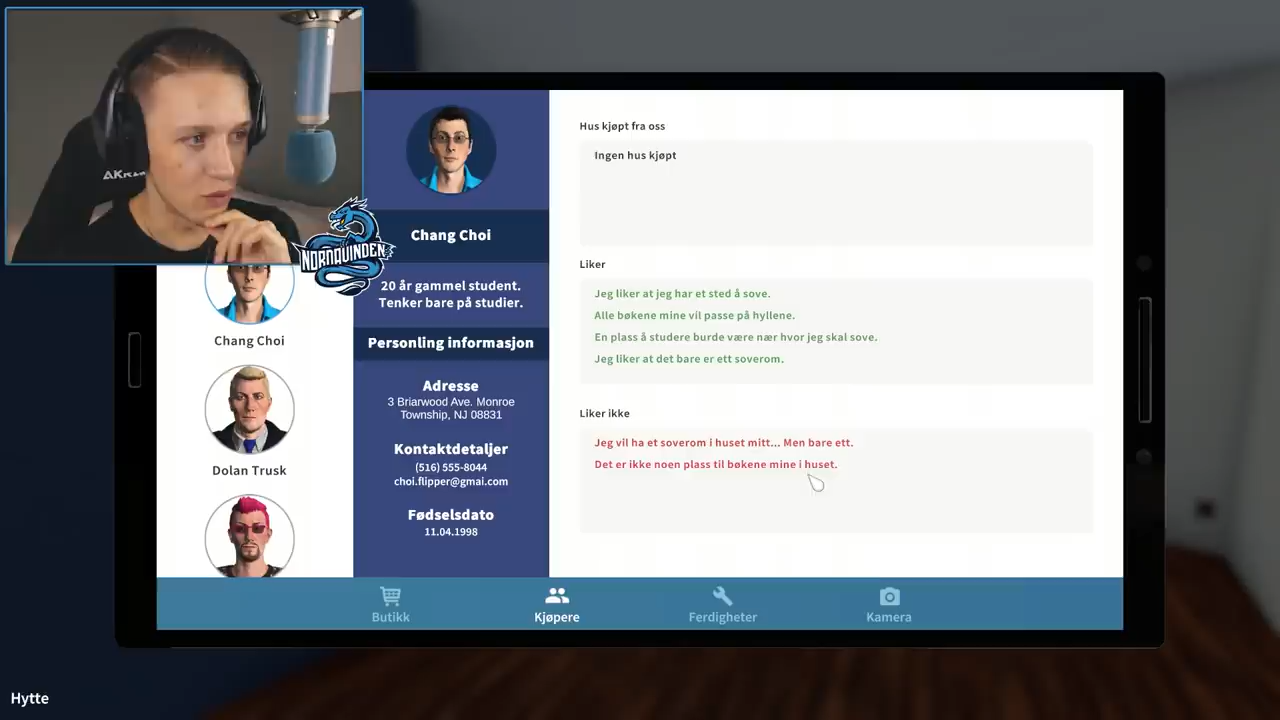 AK
NORDAVINDEN
Chang Choi
Dolan Trusk
Chang Choi
20 år gammel student.
Tenker bare på studier.
Personling informasjon
Adresse
3 Briarwood Ave. Monroe
Township, NJ 08831
Kontaktdetaljer
(516) 555-8044
choi.flipper@gmai.com
Fødselsdato
11.04.1998
Hus kjøpt fra oss
Ingen hus kjøpt
Liker
Jeg liker at jeg har et sted å sove.
Alle bøkene mine vil passe på hyllene.
En plass å studere burde være nær hvor jeg skal sove.
Jeg liker at det bare er ett soverom.
Liker ikke
Jeg vil ha et soverom i huset mitt... Men bare ett.
Det er ikke noen plass til bøkene mine i huset.
Butikk
Kjøpere
Ferdigheter
Kamera
Hytte